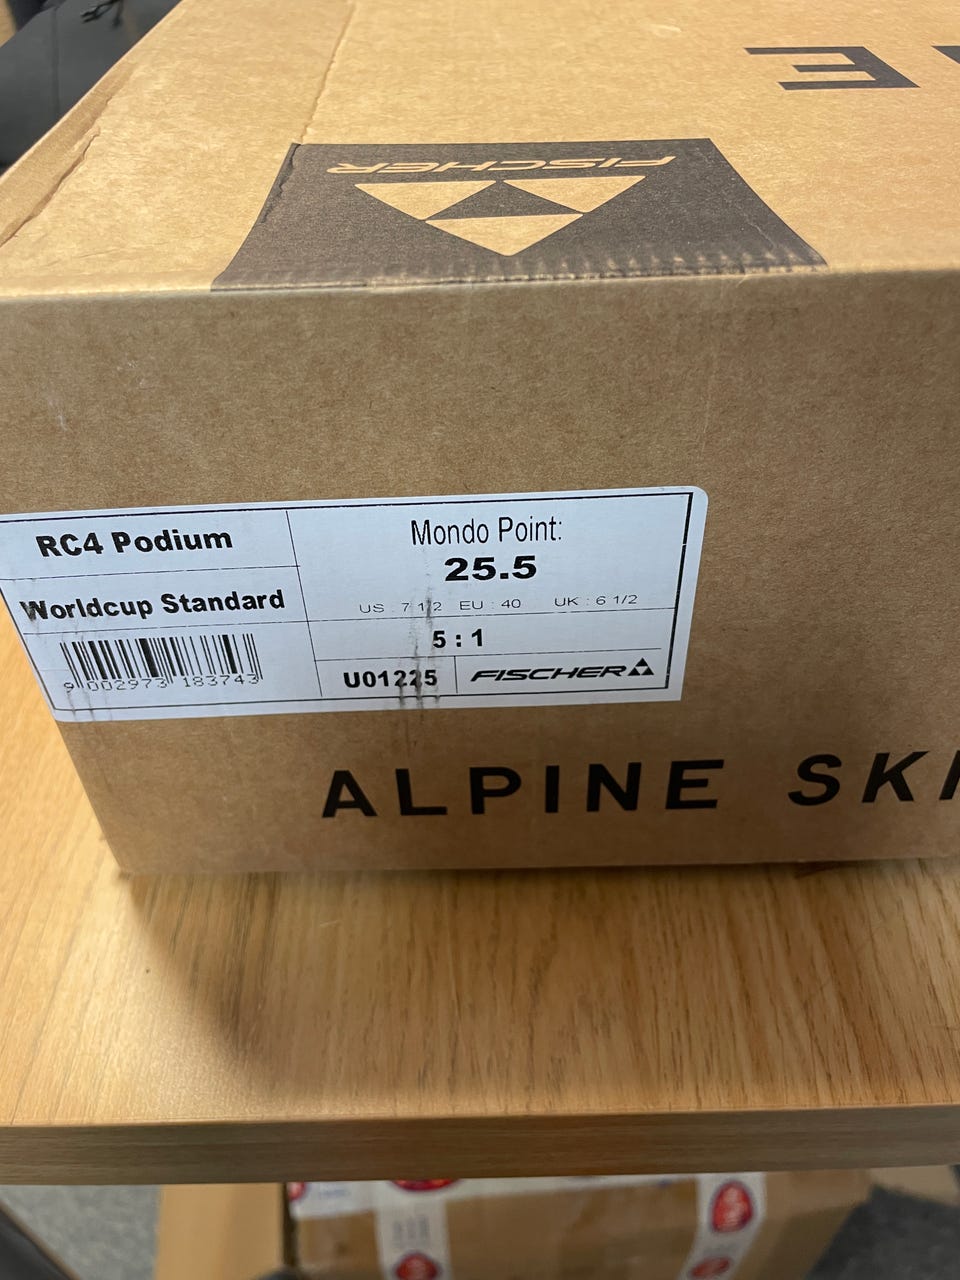 E
FISCHER
RC4 Podium
Worldcup Standard
9 002973 183743
Mondo Point:
25.5
US : 7 1/2 EU : 40 UK : 6 1/2
5 : 1
U01225
FISCHER
ALPINE SK